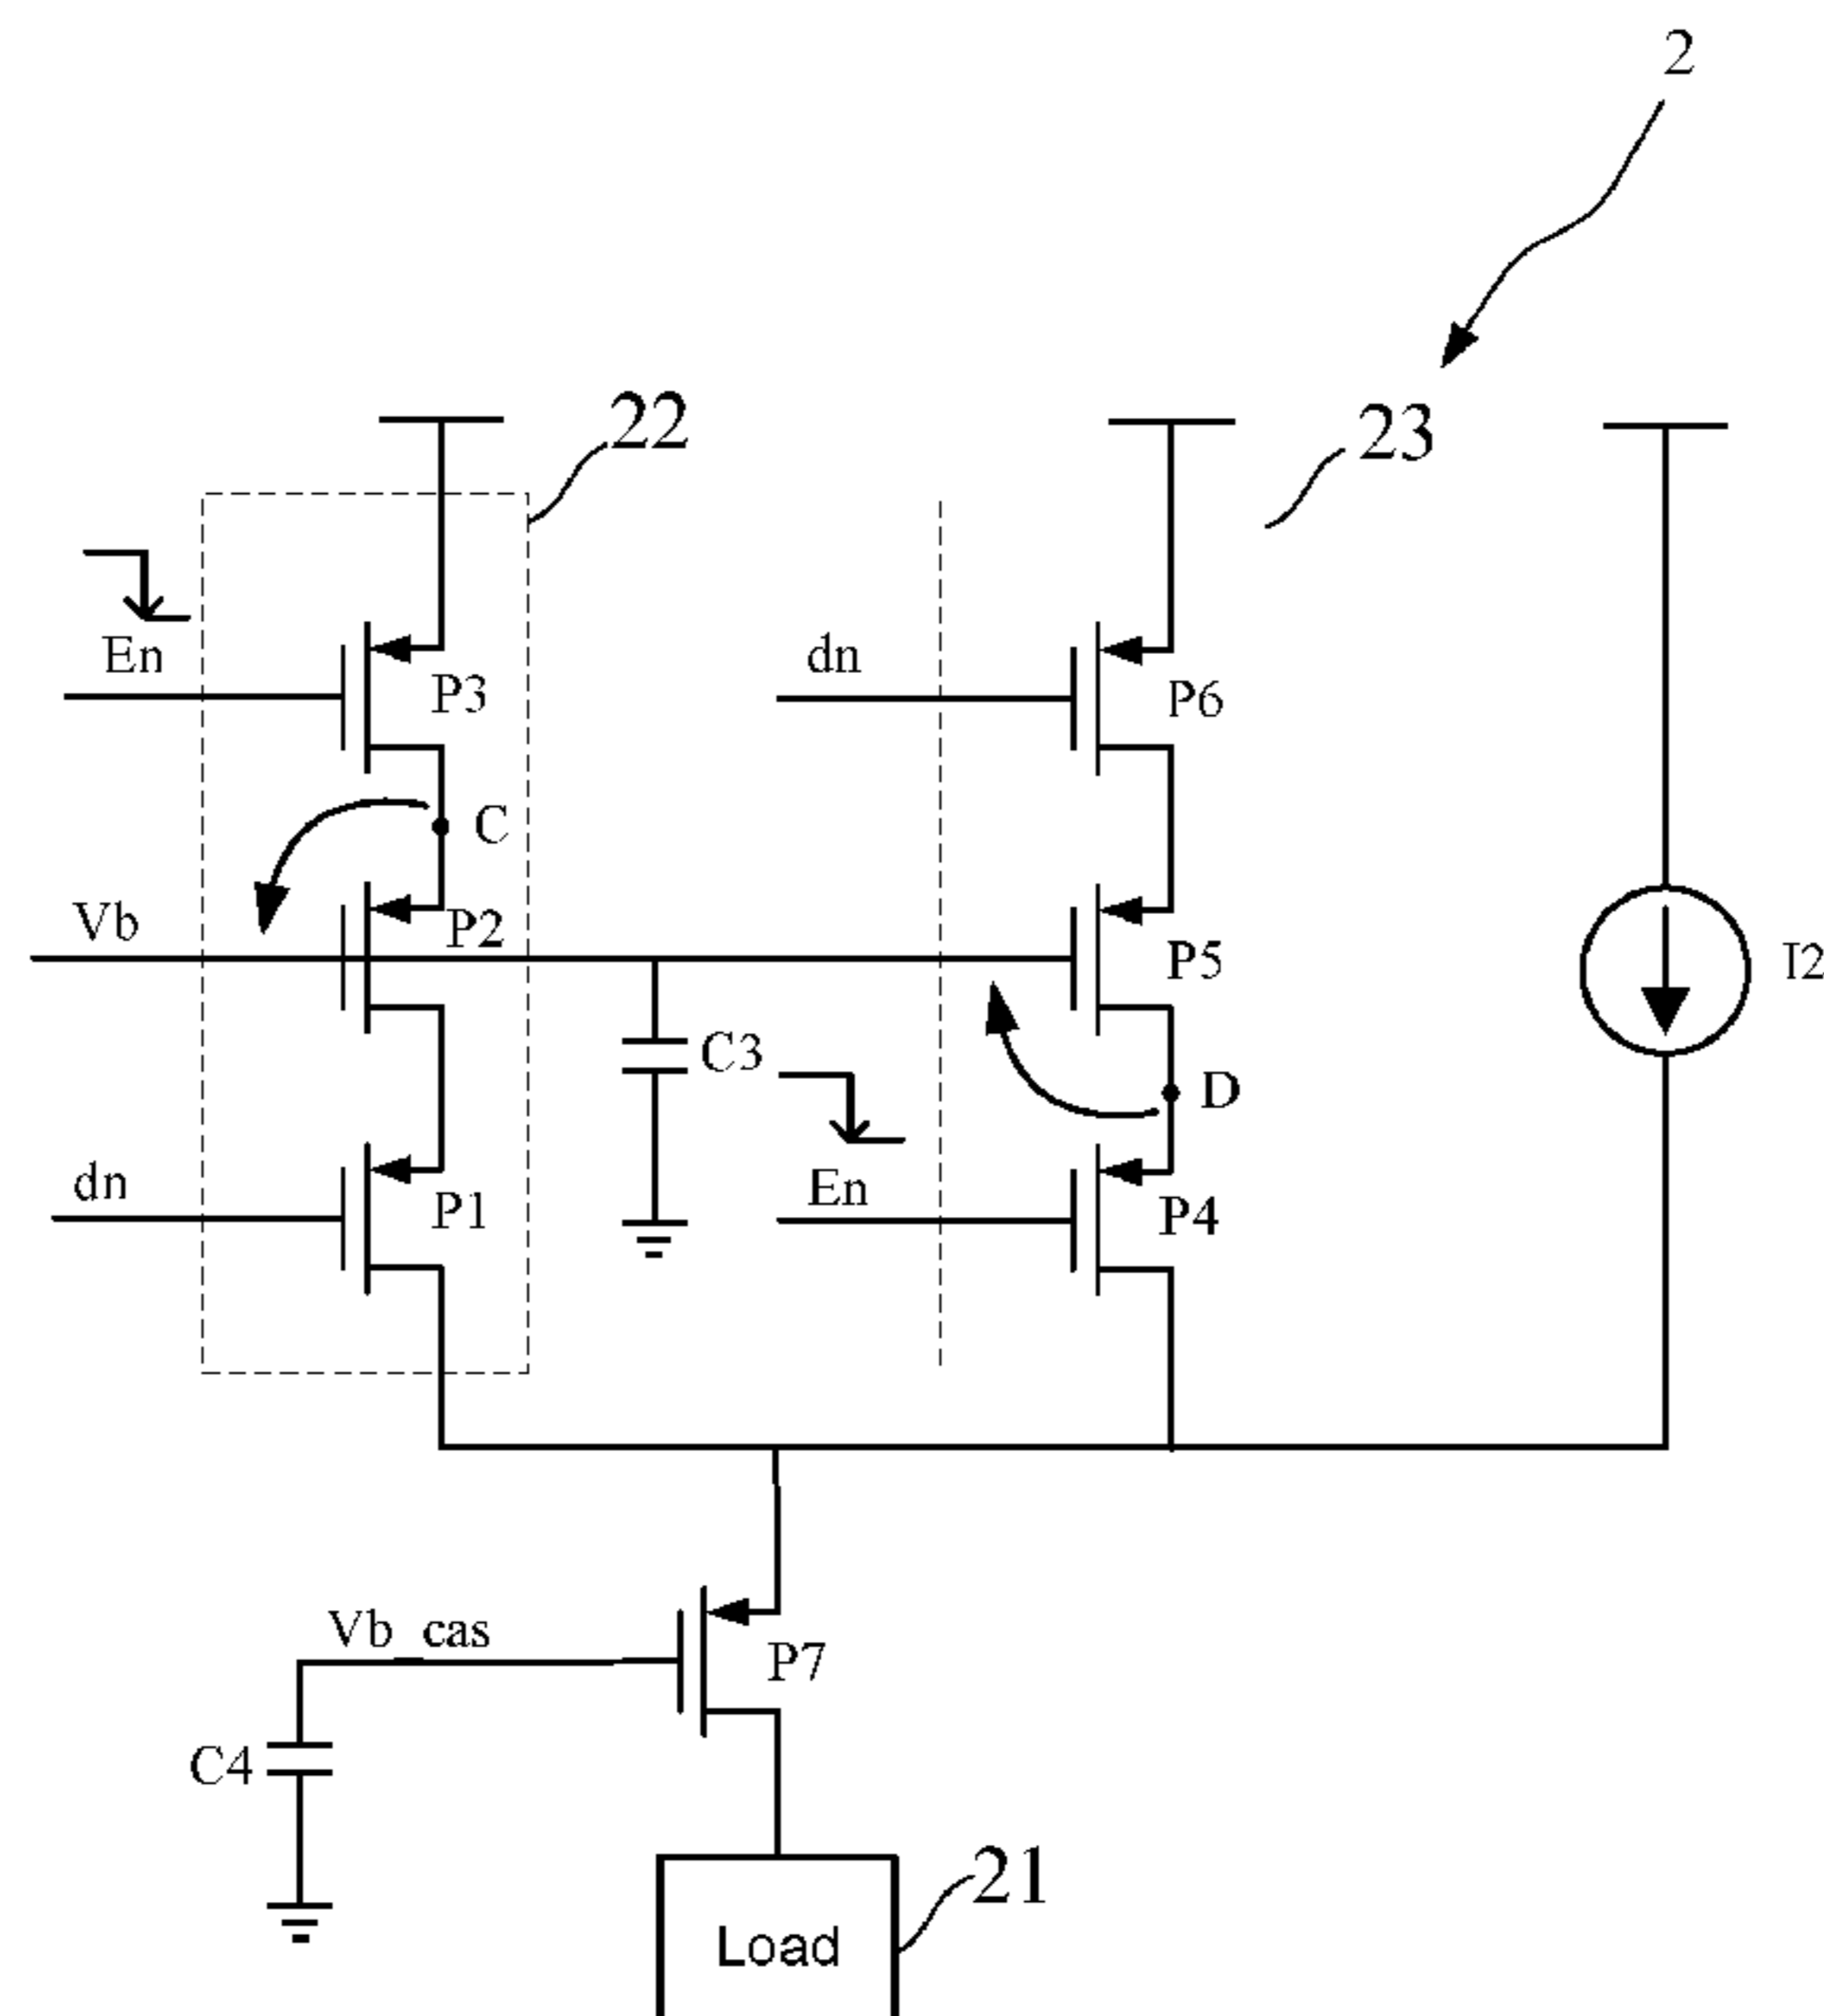 2
22
23
En
dn
P3
P6
C
Vb
P2
P5
I2
C3
D
dn
En
P1
P4
Vb_cas
P7
C4
21
Load